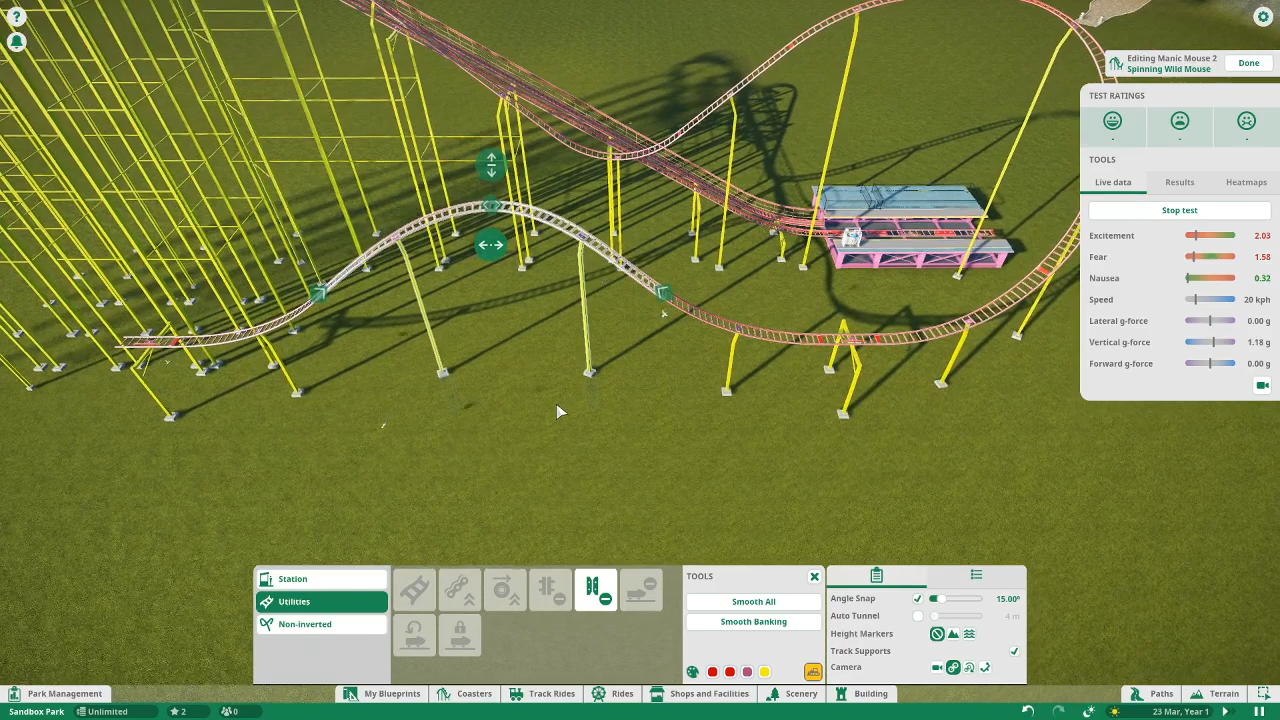 Editing Manic Mouse 2
Spinning Wild Mouse
Done
TEST RATINGS
- - -
TOOLS
Live data Results Heatmaps
Stop test
Excitement 2.03
Fear 1.58
Nausea 0.32
Speed 20 kph
Lateral g-force 0.00 g
Vertical g-force 1.18 g
Forward g-force 0.00 g
Station
Utilities
Non-inverted
TOOLS
Smooth All
Smooth Banking
Angle Snap 15.00°
Auto Tunnel 4 m
Height Markers
Track Supports
Camera
Park Management My Blueprints Coasters Track Rides Rides Shops and Facilities Scenery Building Paths Terrain
Sandbox Park Unlimited 2 0 23 Mar, Year 1